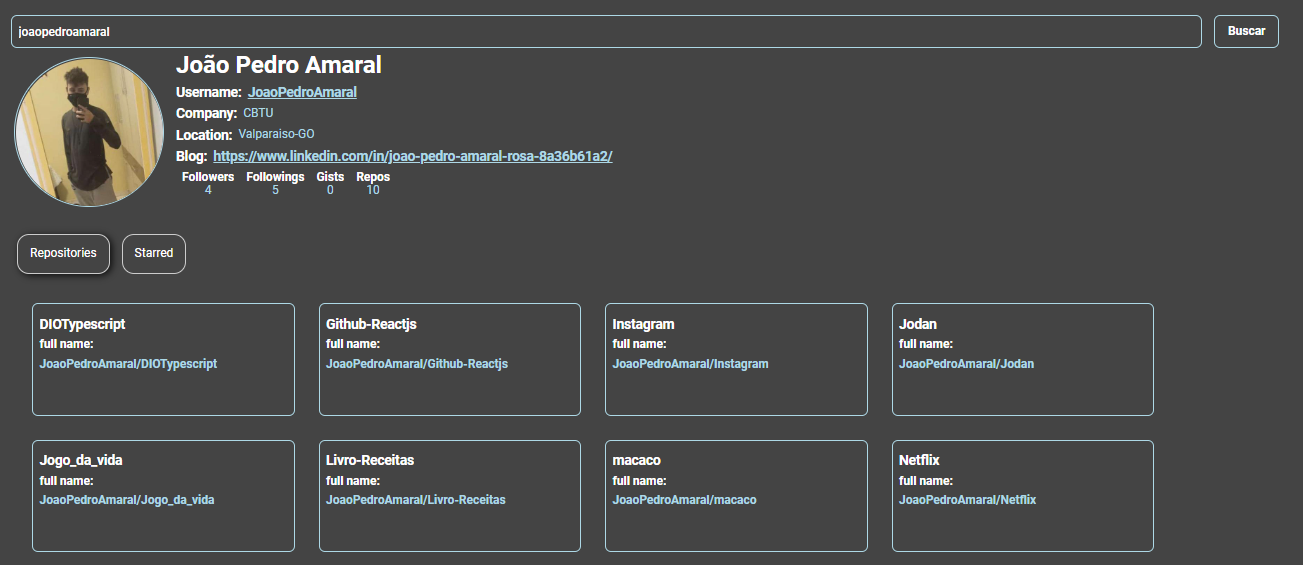 joaopedroamaral Buscar
João Pedro Amaral
Username: JoaoPedroAmaral
Company: CBTU
Location: Valparaiso-GO
Blog: https://www.linkedin.com/in/joao-pedro-amaral-rosa-8a36b61a2/
Followers Followings Gists Repos
4 5 0 10
Repositories Starred
DIOTypescript Github-Reactjs Instagram Jodan
full name: full name: full name: full name:
JoaoPedroAmaral/DIOTypescript JoaoPedroAmaral/Github-Reactjs JoaoPedroAmaral/Instagram JoaoPedroAmaral/Jodan
Jogo_da_vida Livro-Receitas macaco Netflix
full name: full name: full name: full name:
JoaoPedroAmaral/Jogo_da_vida JoaoPedroAmaral/Livro-Receitas JoaoPedroAmaral/macaco JoaoPedroAmaral/Netflix